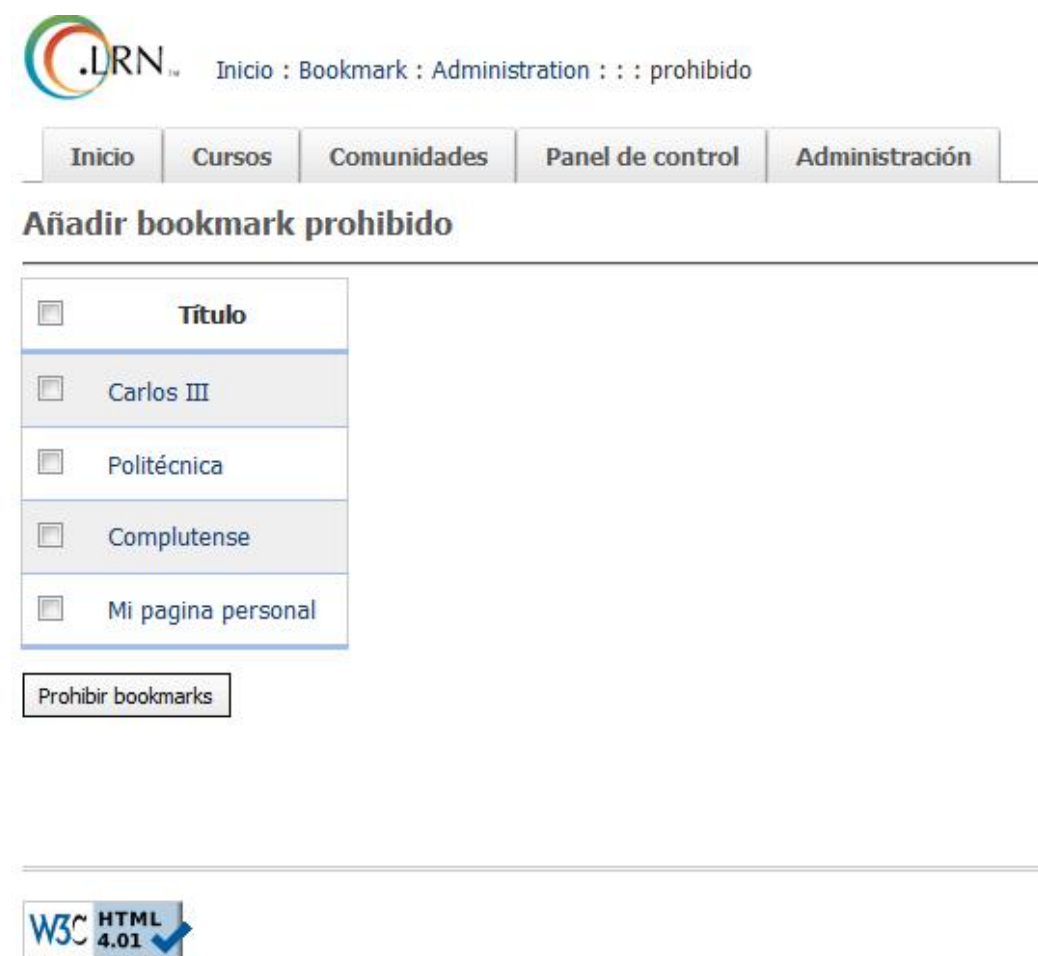 .LRN™ Inicio : Bookmark : Administration : : : prohibido
Inicio Cursos Comunidades Panel de control Administración
Añadir bookmark prohibido
Título
Carlos III
Politécnica
Complutense
Mi pagina personal
Prohibir bookmarks
W3C HTML 4.01